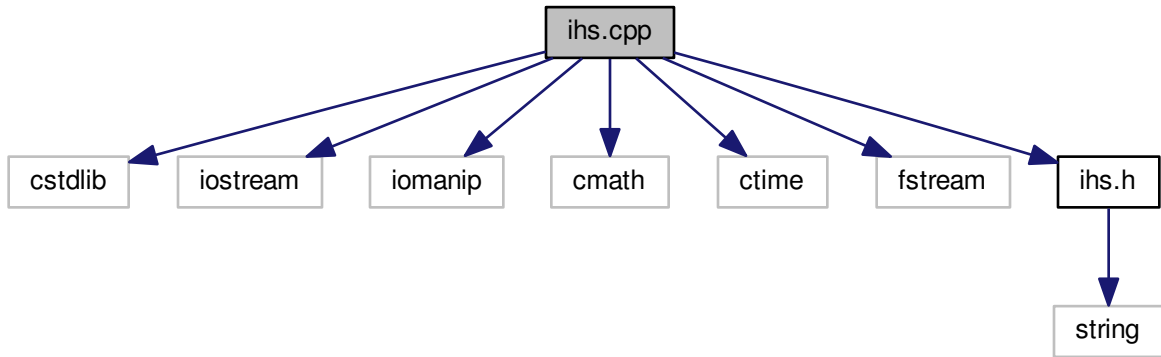 ihs.cpp
cstdlib
iostream
iomanip
cmath
ctime
fstream
ihs.h
string